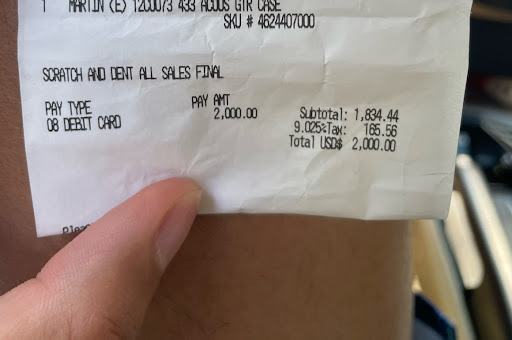 1 MARTIN (E) 12C0073 433 ACOUS GTR CASE
SKU # 4624407000
SCRATCH AND DENT ALL SALES FINAL
PAY TYPE PAY AMT
08 DEBIT CARD 2,000.00
Subtotal: 1,834.44
9.025%Tax: 165.56
Total USD$ 2,000.00